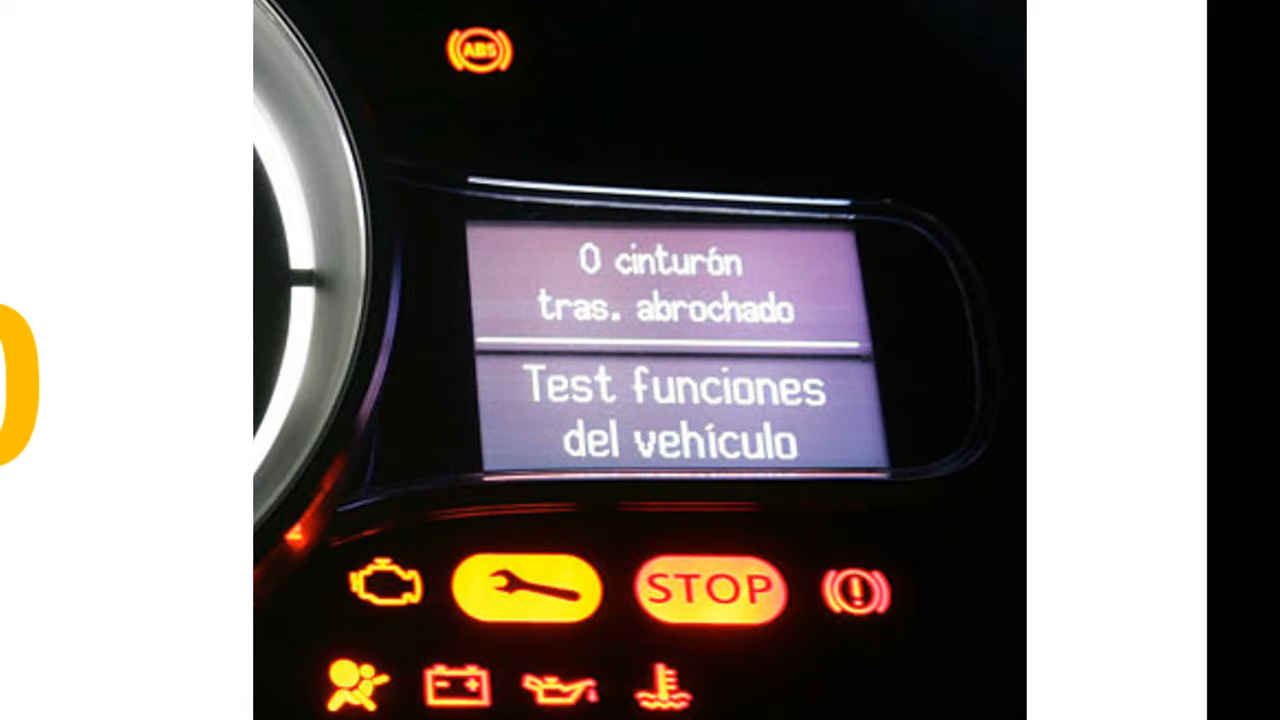 ABS
0 cinturón
tras. abrochado
Test funciones
del vehículo
STOP